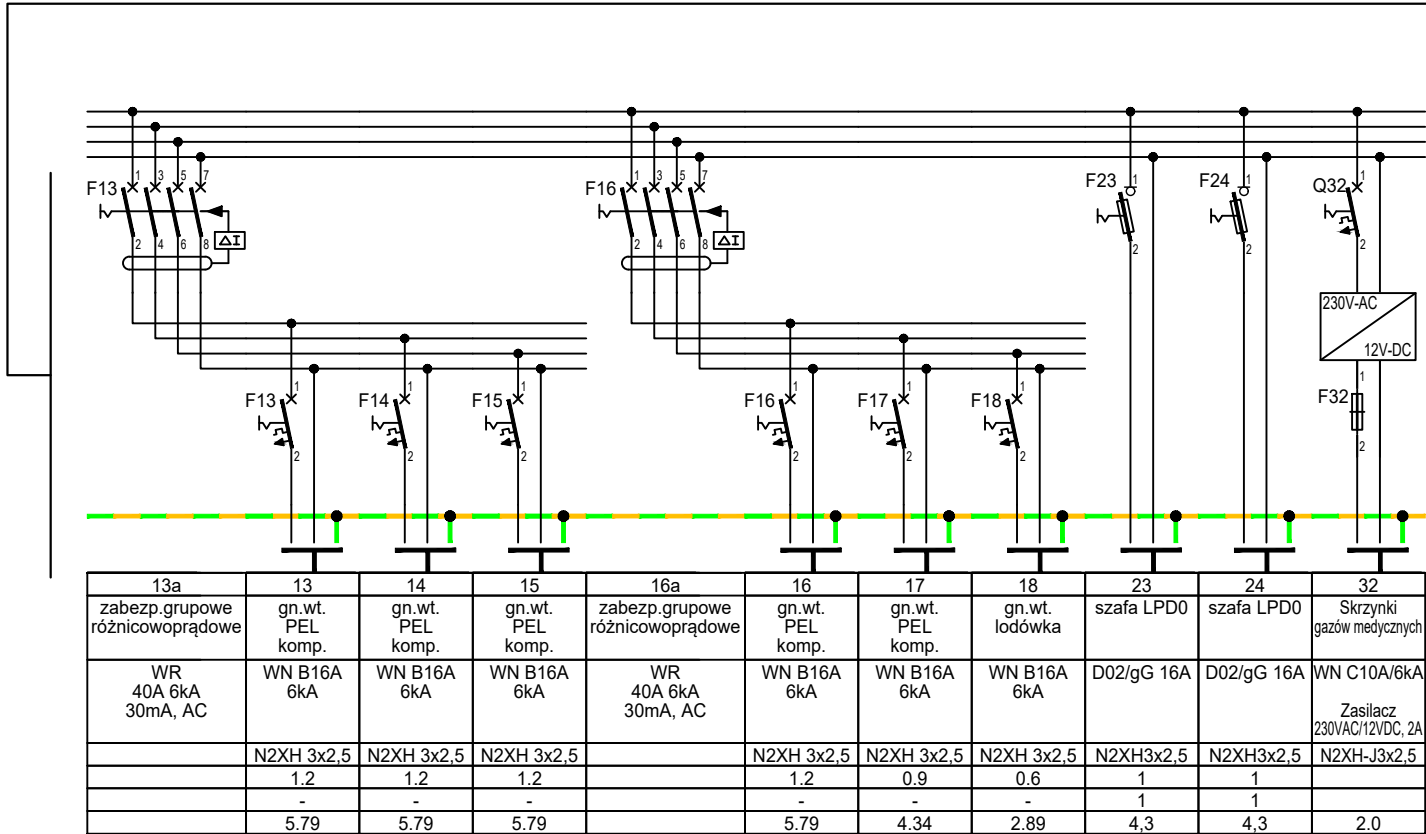 1 3 5 7
F13
2 4 6 8
ΔI
1 3 5 7
F16
2 4 6 8
ΔI
F23
1
2
F24
1
2
Q32
1
2
230V-AC
12V-DC
F32
1
2
F13
1
2
F14
1
2
F15
1
2
F16
1
2
F17
1
2
F18
1
2
13a 13 14 15 16a 16 17 18 23 24 32
zabezp.grupowe
różnicowoprądowe
gn.wt.
PEL
komp.
gn.wt.
PEL
komp.
gn.wt.
PEL
komp.
zabezp.grupowe
różnicowoprądowe
gn.wt.
PEL
komp.
gn.wt.
PEL
komp.
gn.wt.
lodówka
szafa LPD0
szafa LPD0
Skrzynki
gazów medycznych
WR
40A 6kA
30mA, AC
WN B16A
6kA
WN B16A
6kA
WN B16A
6kA
WR
40A 6kA
30mA, AC
WN B16A
6kA
WN B16A
6kA
WN B16A
6kA
D02/gG 16A
D02/gG 16A
WN C10A/6kA
Zasilacz
230VAC/12VDC, 2A
N2XH 3x2,5 N2XH 3x2,5 N2XH 3x2,5 N2XH 3x2,5 N2XH 3x2,5 N2XH 3x2,5 N2XH3x2,5 N2XH3x2,5 N2XH-J3x2,5
1.2 1.2 1.2 1.2 0.9 0.6 1 1
- - - - - - 1 1
5.79 5.79 5.79 5.79 4.34 2.89 4,3 4,3 2.0